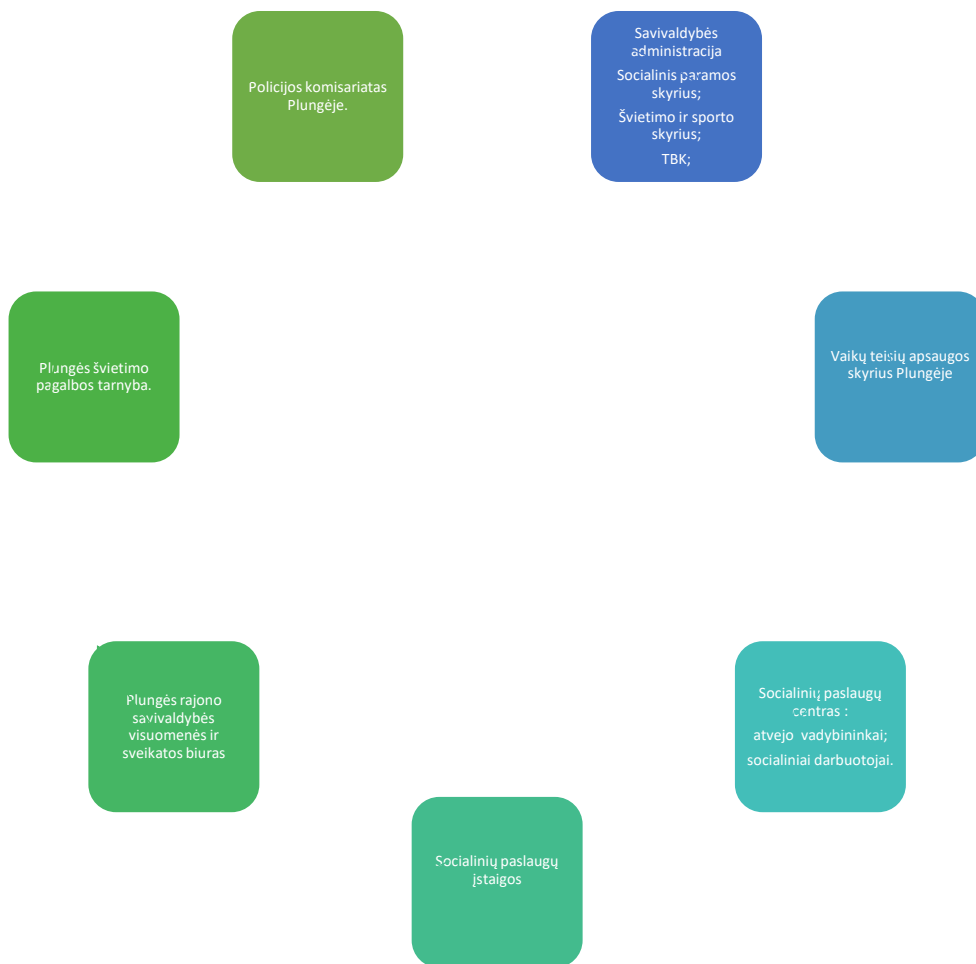 Policijos komisariatas
Plungėje.
Savivaldybės
administracija
Socialinis paramos
skyrius;
Švietimo ir sporto
skyrius;
TBK;
Plungės švietimo
pagalbos tarnyba.
Vaikų teisių apsaugos
skyrius Plungėje
Plungės rajono
savivaldybės
visuomenės ir
sveikatos biuras
Socialinių paslaugų
centras :
atvejo vadybininkai;
socialiniai darbuotojai.
Socialinių paslaugų
įstaigos